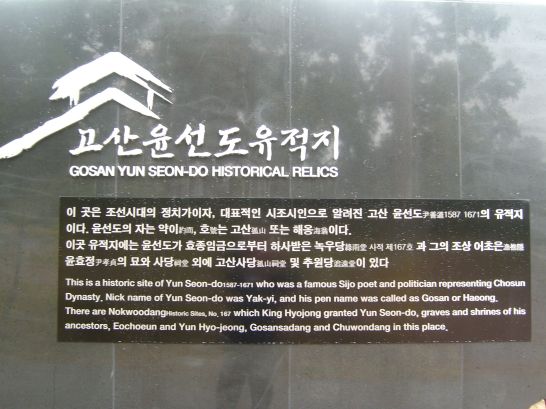 고산윤선도유적지
GOSAN YUN SEON-DO HISTORICAL RELICS
이 곳은 조선시대의 정치가이자, 대표적인 시조시인으로 알려진 고산 윤선도尹善道1587 1671의 유적지
이다. 윤선도의 자는 약이約而, 호號는 고산孤山 또는 해옹海翁이다.
이곳 유적지에는 윤선도가 효종임금으로부터 하사받은 녹우당綠雨堂 사적 제167호 과 그의 조상 어초은漁樵隱
윤효정尹孝貞의 묘와 사당祠堂 외에 고산사당孤山祠堂 및 추원당追遠堂이 있다
This is a historic site of Yun Seon-do1587-1671 who was a famous Sijo poet and politician representing Chosun
Dynasty. Nick name of Yun Seon-do was Yak-yi, and his pen name was called as Gosan or Haeong.
There are NokwoodangHistoric Sites, No, 167 which King Hyojong granted Yun Seon-do, graves and shrines of his
ancestors, Eochoeun and Yun Hyo-jeong, Gosansadang and Chuwondang in this place.